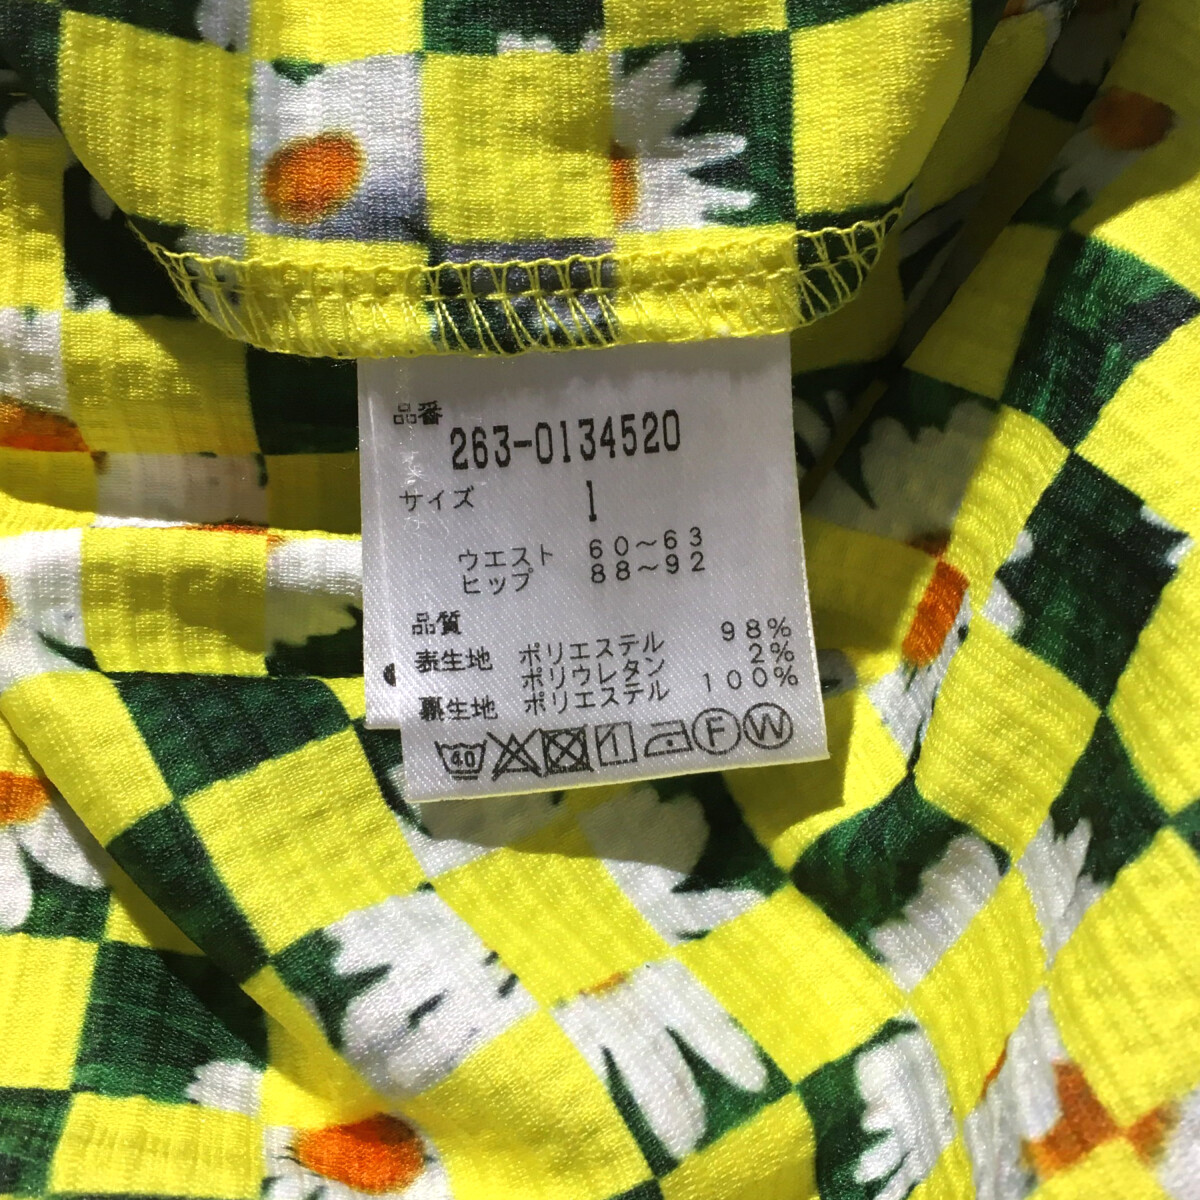 品番
263-0134520
サイズ 1
ウエスト 60〜63
ヒップ 88〜92
品質
表生地 ポリエステル 98%
ポリウレタン 2%
裏生地 ポリエステル 100%
40 1 F W